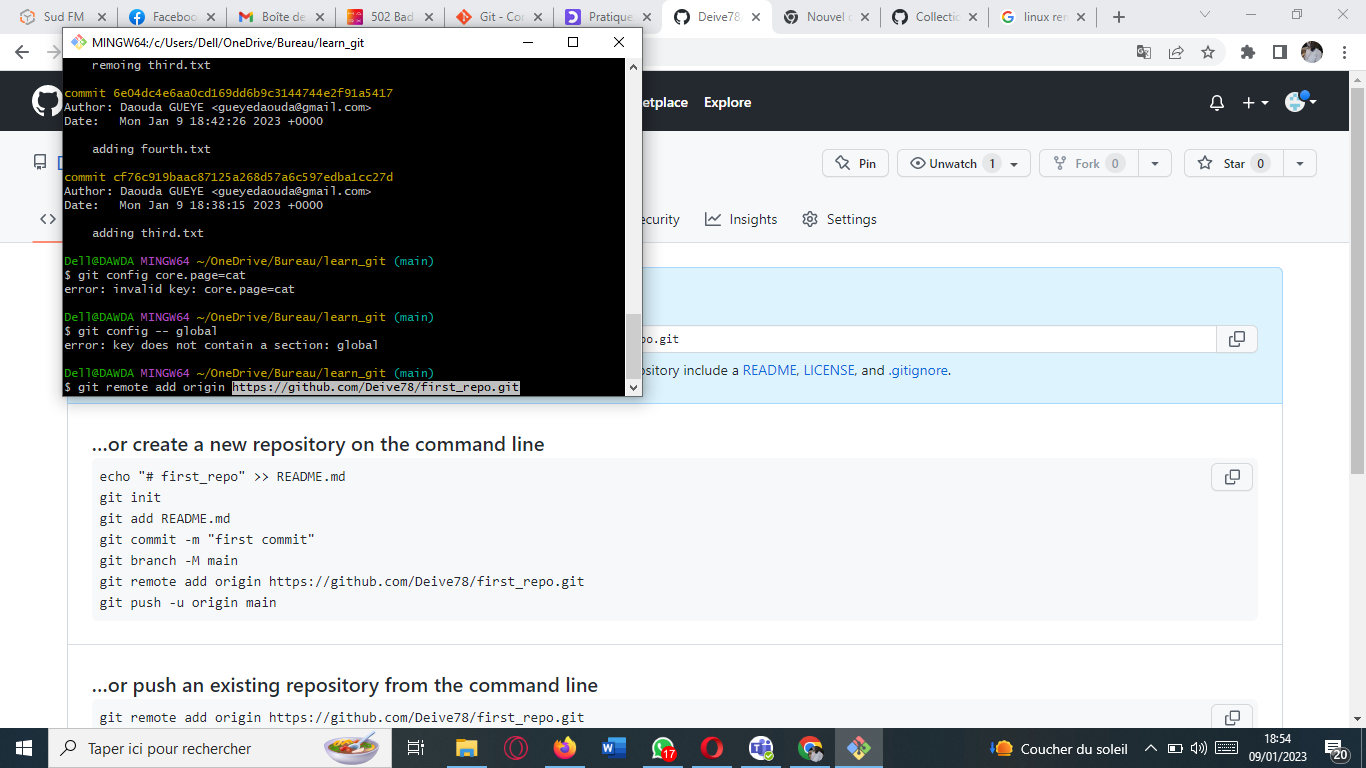 Sud FM
Faceboo
Boîte de
502 Bad
Git - Cor
Pratique
Deive78
Nouvel o
Collectic
linux ren
MINGW64:/c/Users/Dell/OneDrive/Bureau/learn_git
remoing third.txt
commit 6e04dc4e6aa0cd169dd6b9c3144744e2f91a5417
Author: Daouda GUEYE <gueyedaouda@gmail.com>
Date:   Mon Jan 9 18:42:26 2023 +0000
adding fourth.txt
commit cf76c919baac87125a268d57a6c597edba1cc27d
Author: Daouda GUEYE <gueyedaouda@gmail.com>
Date:   Mon Jan 9 18:38:15 2023 +0000
adding third.txt
Dell@DAWDA MINGW64 ~/OneDrive/Bureau/learn_git (main)
$ git config core.page=cat
error: invalid key: core.page=cat
Dell@DAWDA MINGW64 ~/OneDrive/Bureau/learn_git (main)
$ git config -- global
error: key does not contain a section: global
Dell@DAWDA MINGW64 ~/OneDrive/Bureau/learn_git (main)
$ git remote add origin https://github.com/Deive78/first_repo.git
etplace Explore
Pin Unwatch 1 Fork 0 Star 0
ecurity Insights Settings
po.git
ository include a README, LICENSE, and .gitignore.
…or create a new repository on the command line
echo "# first_repo" >> README.md
git init
git add README.md
git commit -m "first commit"
git branch -M main
git remote add origin https://github.com/Deive78/first_repo.git
git push -u origin main
…or push an existing repository from the command line
git remote add origin https://github.com/Deive78/first_repo.git
Taper ici pour rechercher
17
Coucher du soleil
18:54
09/01/2023
20